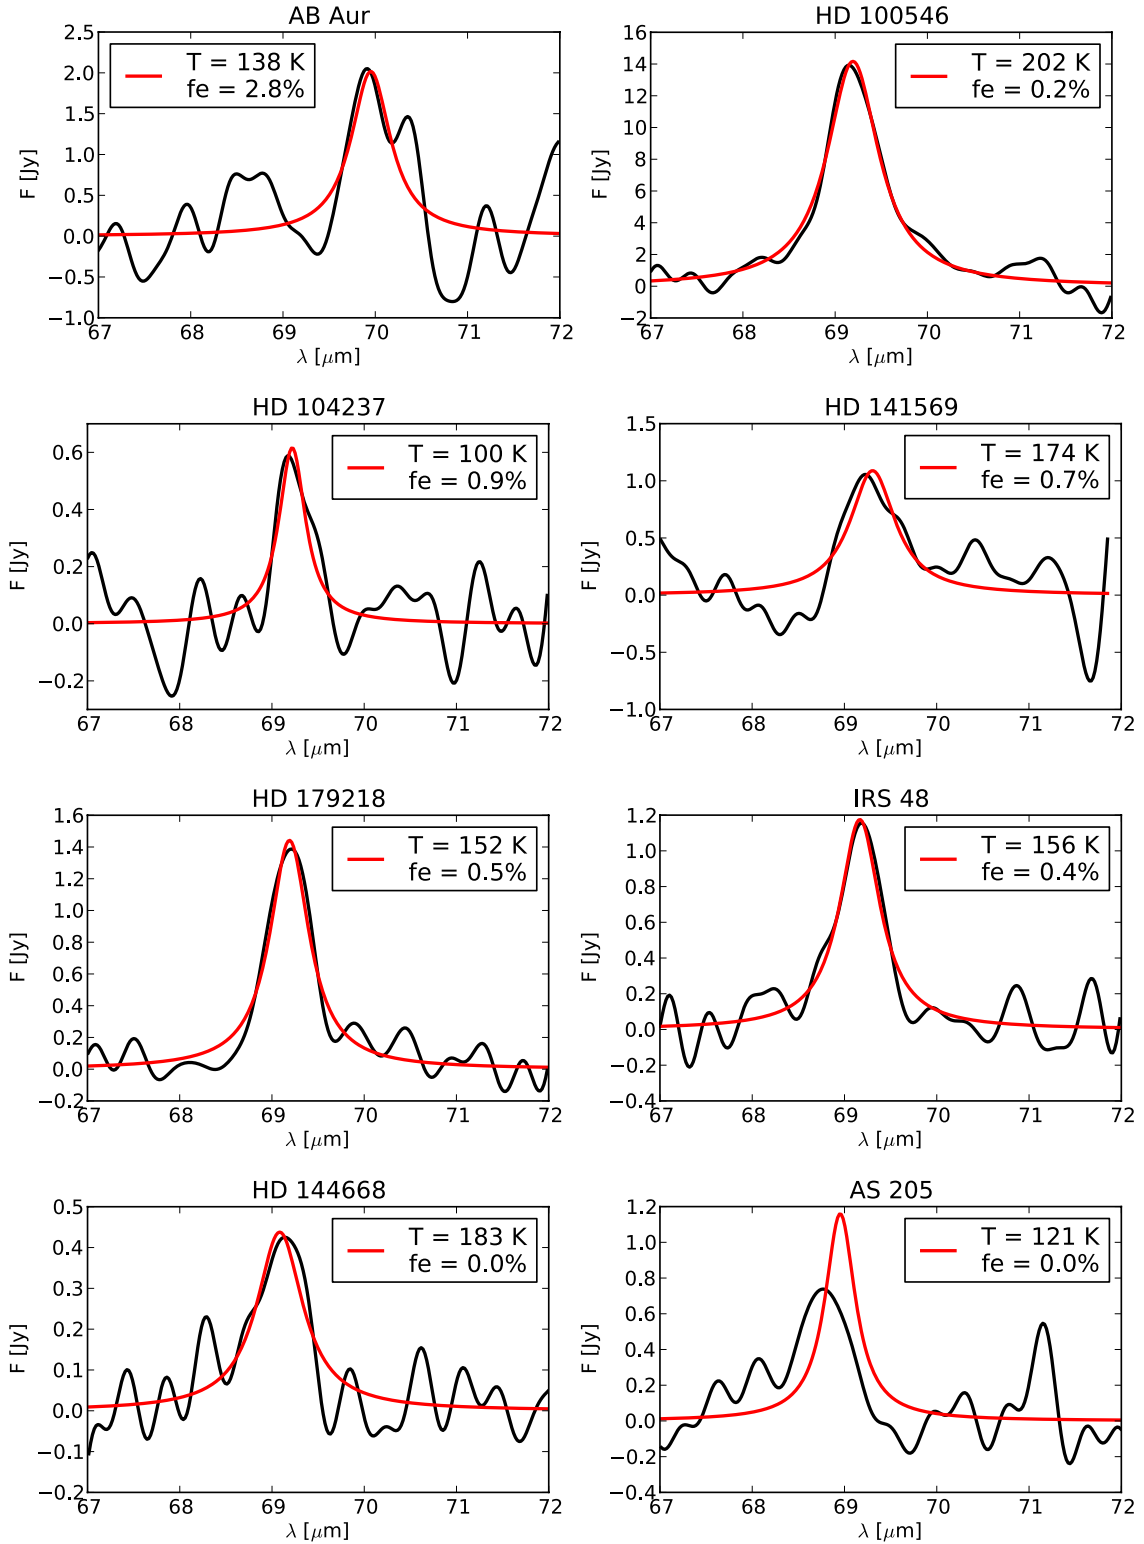 AB Aur
2.5
2.0
1.5
1.0
0.5
0.0
−0.5
−1.0
F [Jy]
T = 138 K
fe = 2.8%
67 68 69 70 71 72
λ [μm]
HD 100546
16
14
12
10
8
6
4
2
0
−2
F [Jy]
T = 202 K
fe = 0.2%
67 68 69 70 71 72
λ [μm]
HD 104237
0.6
0.4
0.2
0.0
−0.2
F [Jy]
T = 100 K
fe = 0.9%
67 68 69 70 71 72
λ [μm]
HD 141569
1.5
1.0
0.5
0.0
−0.5
−1.0
F [Jy]
T = 174 K
fe = 0.7%
67 68 69 70 71 72
λ [μm]
HD 179218
1.6
1.4
1.2
1.0
0.8
0.6
0.4
0.2
0.0
−0.2
F [Jy]
T = 152 K
fe = 0.5%
67 68 69 70 71 72
λ [μm]
IRS 48
1.2
1.0
0.8
0.6
0.4
0.2
0.0
−0.2
−0.4
F [Jy]
T = 156 K
fe = 0.4%
67 68 69 70 71 72
λ [μm]
HD 144668
0.5
0.4
0.3
0.2
0.1
0.0
−0.1
−0.2
F [Jy]
T = 183 K
fe = 0.0%
67 68 69 70 71 72
λ [μm]
AS 205
1.2
1.0
0.8
0.6
0.4
0.2
0.0
−0.2
−0.4
F [Jy]
T = 121 K
fe = 0.0%
67 68 69 70 71 72
λ [μm]